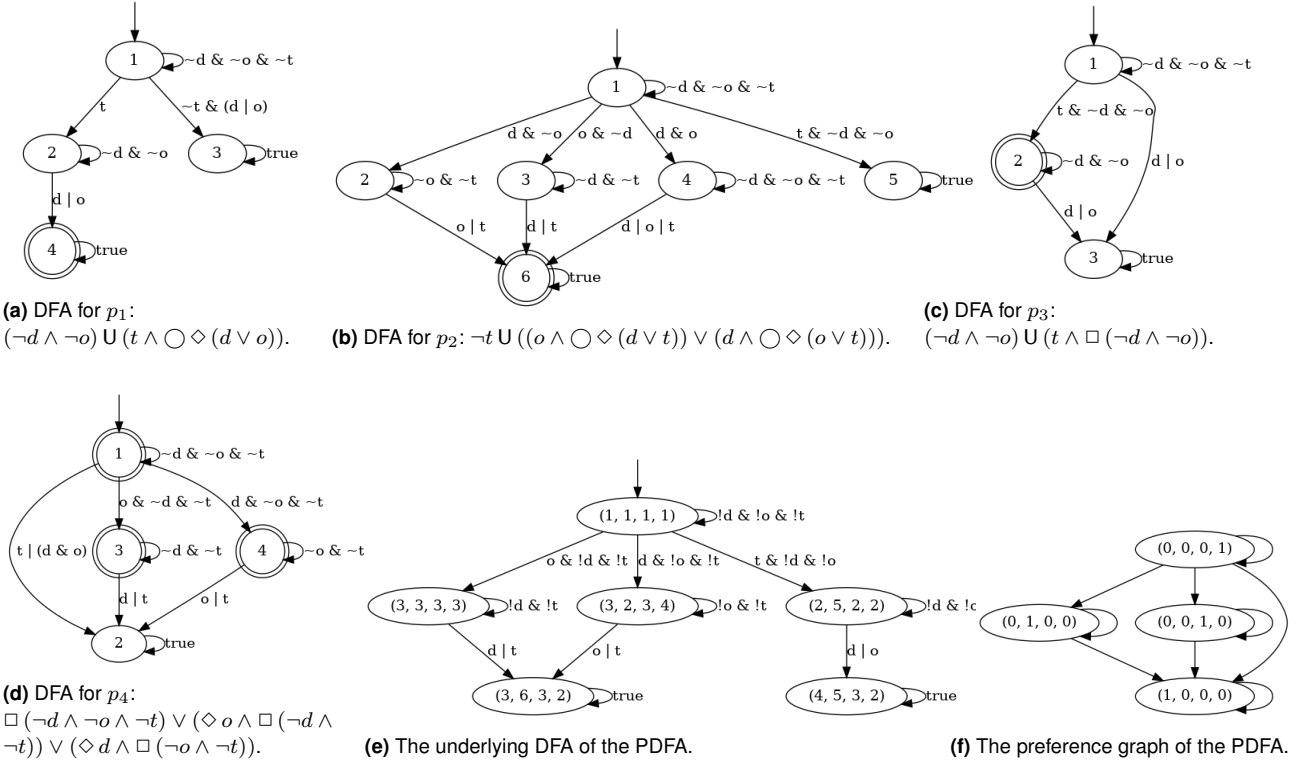 1
~d & ~o & ~t
t
~t & (d | o)
2
~d & ~o
3
true
d | o
4
true
(a) DFA for p₁:
(¬d ∧ ¬o) U (t ∧ ◯ ◇ (d ∨ o)).
1
~d & ~o & ~t
d & ~o
o & ~d
d & o
t & ~d & ~o
2
~o & ~t
3
~d & ~t
4
~d & ~o & ~t
5
true
o | t
d | t
d | o | t
6
true
(b) DFA for p₂: ¬t U ((o ∧ ◯ ◇ (d ∨ t)) ∨ (d ∧ ◯ ◇ (o ∨ t))).
1
~d & ~o & ~t
t & ~d & ~o
2
~d & ~o
d | o
d | o
3
true
(c) DFA for p₃:
(¬d ∧ ¬o) U (t ∧ □ (¬d ∧ ¬o)).
1
~d & ~o & ~t
o & ~d & ~t
d & ~o & ~t
t | (d & o)
3
~d & ~t
4
~o & ~t
d | t
o | t
2
true
(d) DFA for p₄:
□ (¬d ∧ ¬o ∧ ¬t) ∨ (◇ o ∧ □ (¬d ∧
¬t)) ∨ (◇ d ∧ □ (¬o ∧ ¬t)).
(1, 1, 1, 1)
!d & !o & !t
o & !d & !t
d & !o & !t
t & !d & !o
(3, 3, 3, 3)
!d & !t
(3, 2, 3, 4)
!o & !t
(2, 5, 2, 2)
!d & !o
d | t
o | t
d | o
(3, 6, 3, 2)
true
(4, 5, 3, 2)
true
(e) The underlying DFA of the PDFA.
(0, 0, 0, 1)
(0, 1, 0, 0)
(0, 0, 1, 0)
(1, 0, 0, 0)
(f) The preference graph of the PDFA.